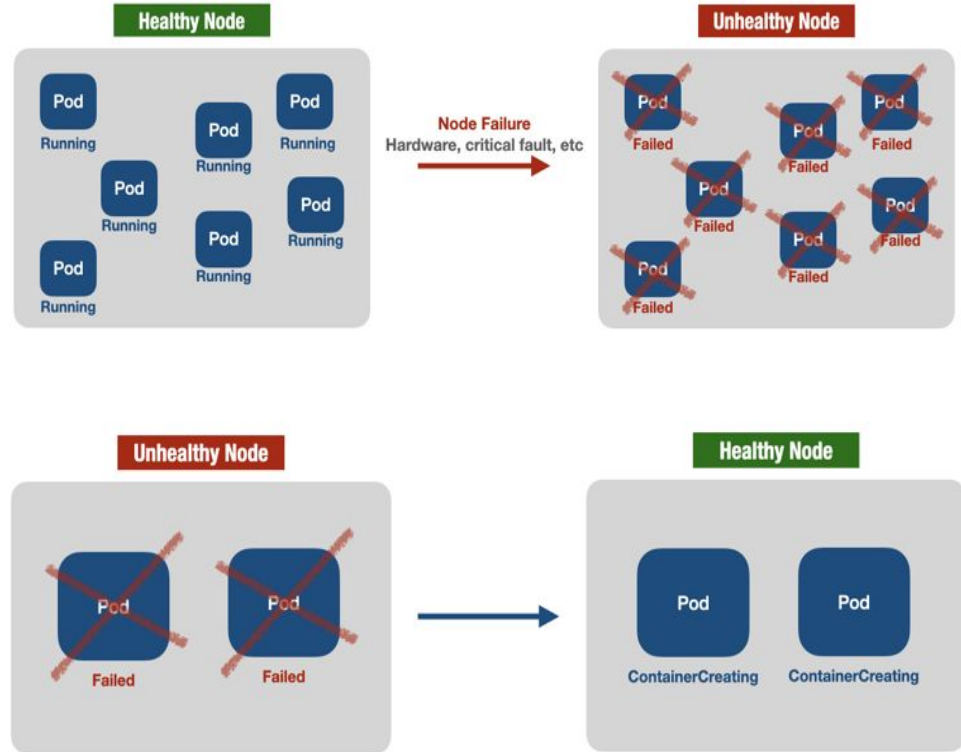 Healthy Node
Unhealthy Node
Pod
Running
Pod
Running
Pod
Running
Pod
Running
Pod
Running
Pod
Running
Pod
Running
Node Failure
Hardware, critical fault, etc
Pod
Failed
Pod
Failed
Pod
Failed
Pod
Failed
Pod
Failed
Pod
Failed
Pod
Failed
Unhealthy Node
Healthy Node
Pod
Failed
Pod
Failed
Pod
ContainerCreating
Pod
ContainerCreating